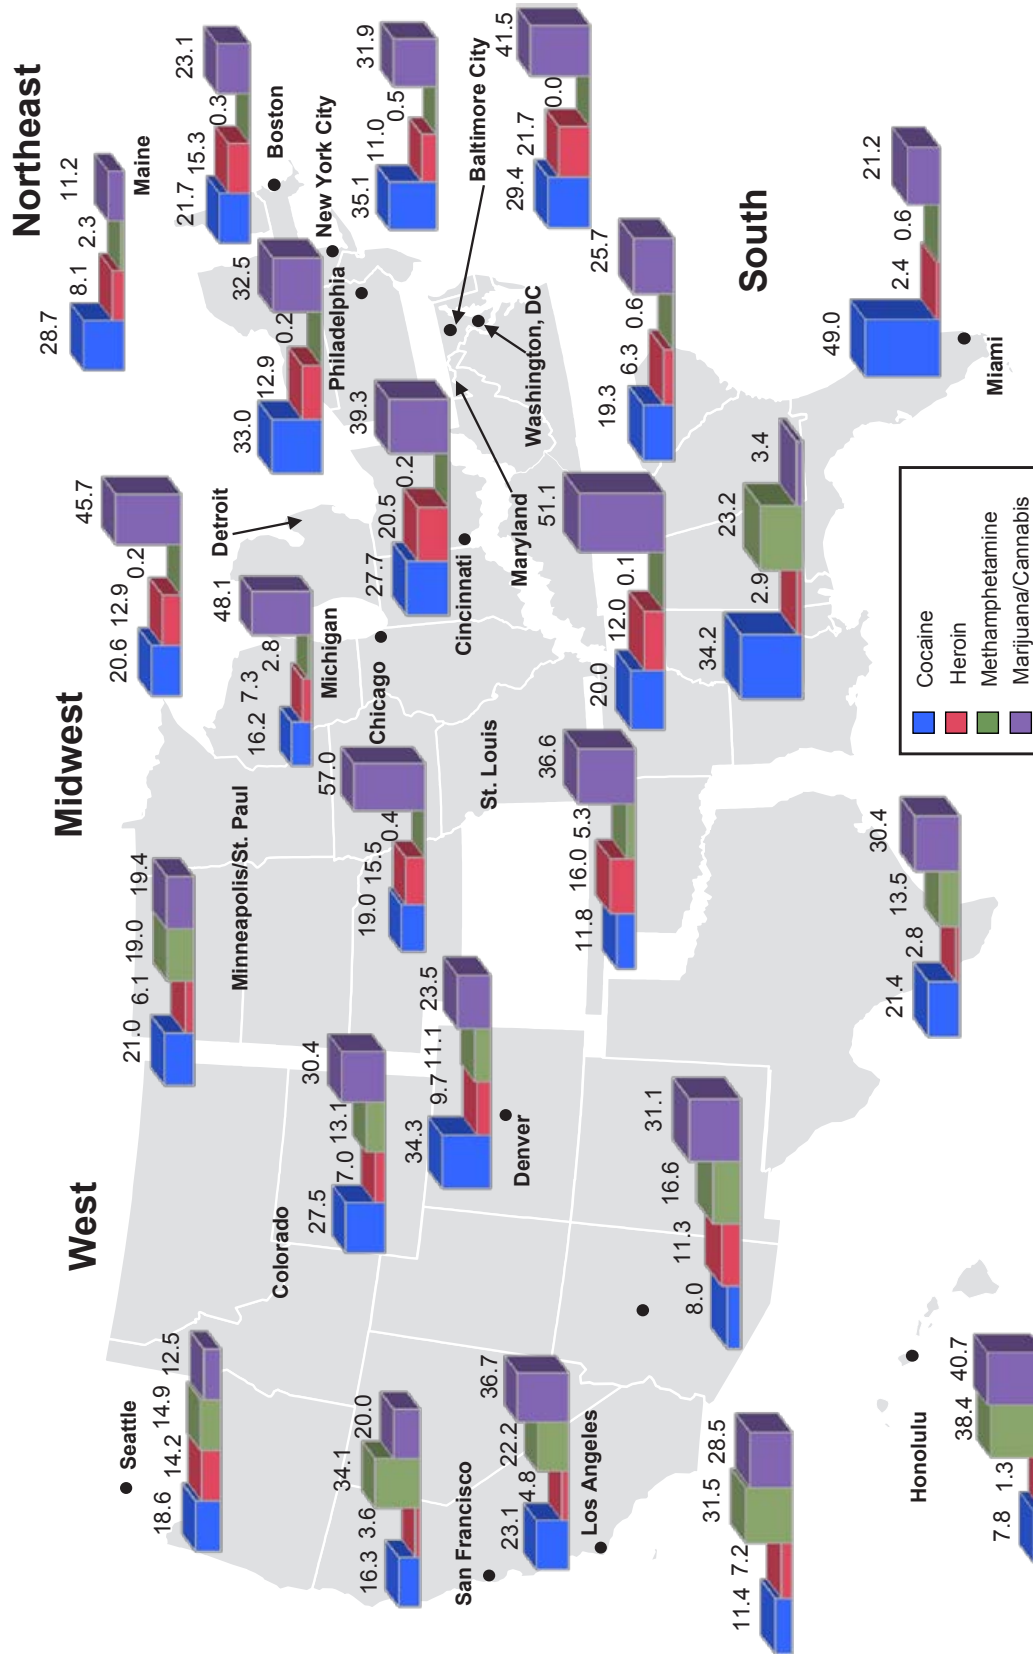 West
Midwest
Northeast
South
Seattle
18.6 14.2 14.9 12.5
21.0 6.1 19.0 19.4
Minneapolis/St. Paul
20.6 12.9 0.2 45.7
Detroit
28.7 8.1 2.3 11.2
Maine
21.7 15.3 0.3 23.1
Boston
New York City
33.0 12.9 0.2 32.5
Philadelphia
35.1 11.0 0.5 31.9
Baltimore City
29.4 21.7 0.0 41.5
16.2 7.3 2.8 48.1
Michigan
Chicago
27.7 20.5 0.2 39.3
Cincinnati
Maryland
Washington, DC
19.0 15.5 0.4 57.0
St. Louis
27.5 7.0 13.1 30.4
Colorado
34.3 9.7 11.1 23.5
Denver
16.3 3.6 34.1 20.0
San Francisco
23.1 4.8 22.2 36.7
Los Angeles
11.8 16.0 5.3 36.6
20.0 12.0 0.1 51.1
19.3 6.3 0.6 25.7
8.0 11.3 16.6 31.1
34.2 2.9 23.2 3.4
49.0 2.4 0.6 21.2
Miami
11.4 7.2 31.5 28.5
21.4 2.8 13.5 30.4
Honolulu
7.8 1.3 38.4 40.7
Cocaine
Heroin
Methamphetamine
Marijuana/Cannabis